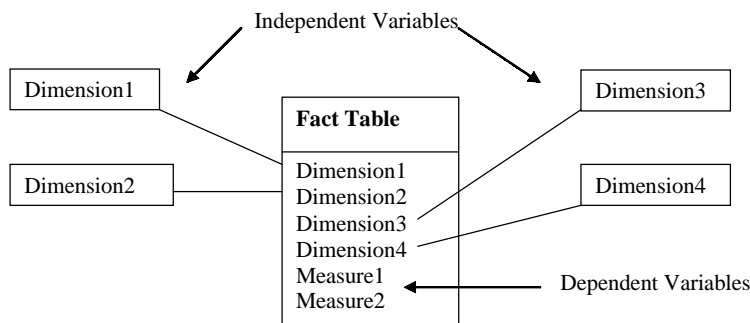 Independent Variables
Dimension1
Dimension2
Fact Table
Dimension1
Dimension2
Dimension3
Dimension4
Measure1
Measure2
Dimension3
Dimension4
Dependent Variables